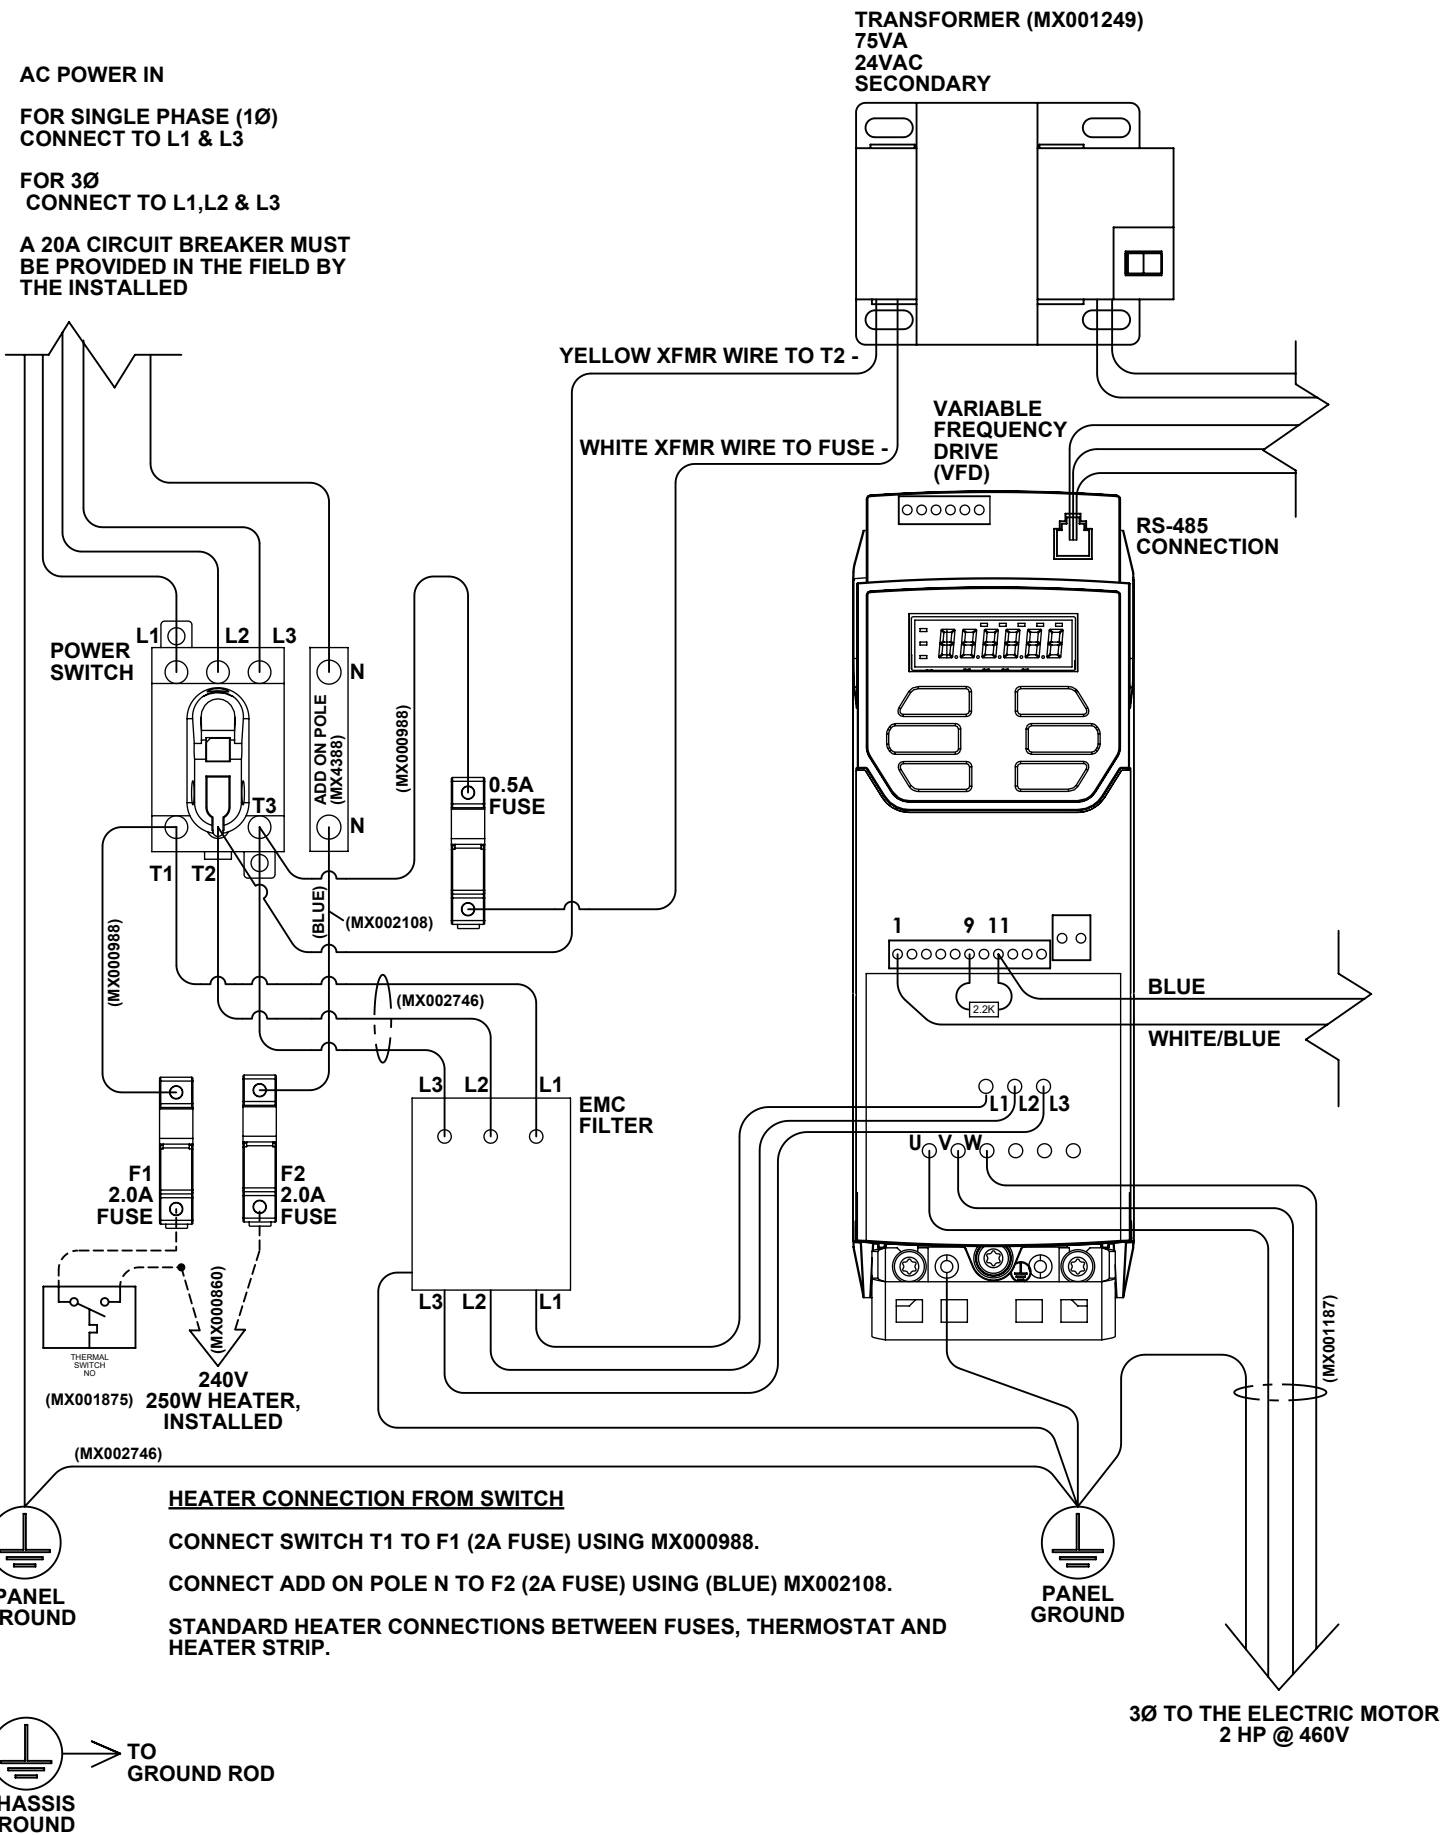 TRANSFORMER (MX001249)
75VA
24VAC
SECONDARY
AC POWER IN
FOR SINGLE PHASE (1Ø)
CONNECT TO L1 & L3
FOR 3Ø
CONNECT TO L1,L2 & L3
A 20A CIRCUIT BREAKER MUST
BE PROVIDED IN THE FIELD BY
THE INSTALLED
YELLOW XFMR WIRE TO T2 -
WHITE XFMR WIRE TO FUSE -
VARIABLE
FREQUENCY
DRIVE
(VFD)
RS-485
CONNECTION
POWER
SWITCH
L1
L2
L3
N
ADD ON POLE
(MX4388)
(MX000988)
0.5A
FUSE
T3
N
T1
T2
(MX000988)
(BLUE)
(MX002108)
(MX002746)
1
9
11
2.2K
BLUE
WHITE/BLUE
L3
L2
L1
EMC
FILTER
L1
L2
L3
U
V
W
F1
2.0A
FUSE
F2
2.0A
FUSE
L3
L2
L1
THERMAL
SWITCH
NO
(MX001875)
(MX000860)
240V
250W HEATER,
INSTALLED
(MX001187)
(MX002746)
HEATER CONNECTION FROM SWITCH
CONNECT SWITCH T1 TO F1 (2A FUSE) USING MX000988.
CONNECT ADD ON POLE N TO F2 (2A FUSE) USING (BLUE) MX002108.
STANDARD HEATER CONNECTIONS BETWEEN FUSES, THERMOSTAT AND
HEATER STRIP.
PANEL
ROUND
PANEL
GROUND
3Ø TO THE ELECTRIC MOTOR
2 HP @ 460V
TO
GROUND ROD
HASSIS
ROUND